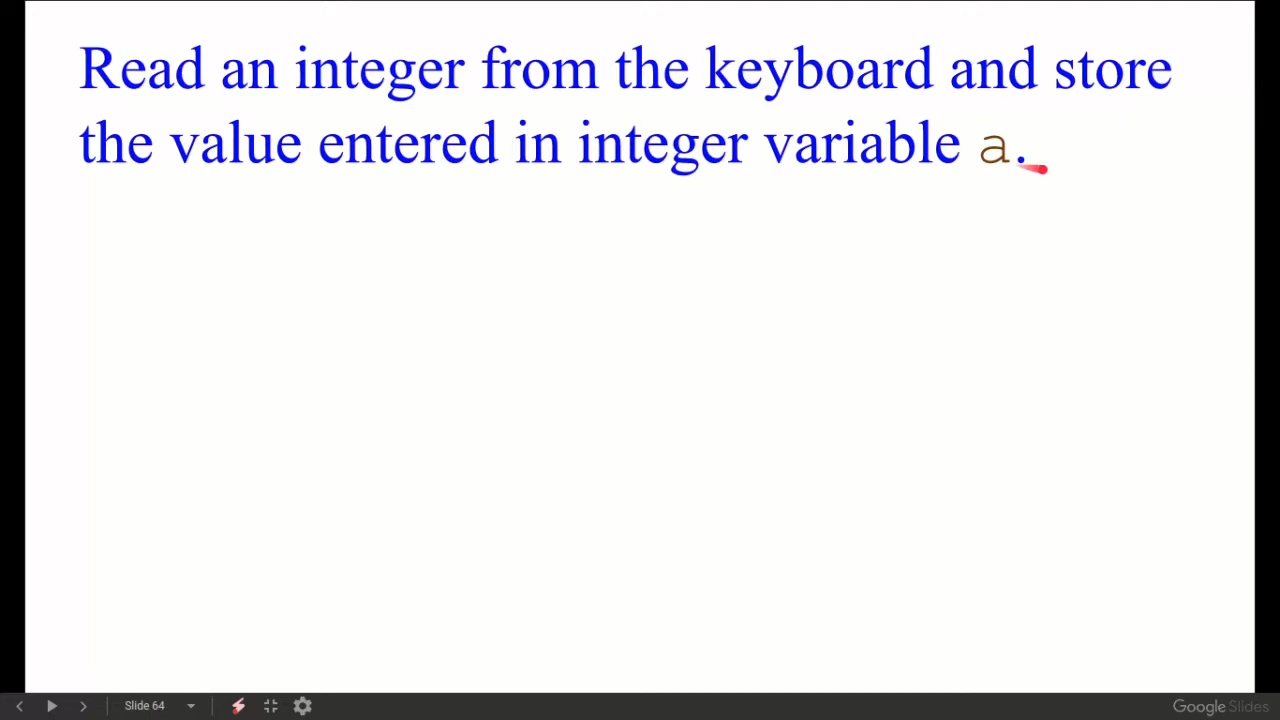 Read an integer from the keyboard and store
the value entered in integer variable a.
Slide 64
Google Slides